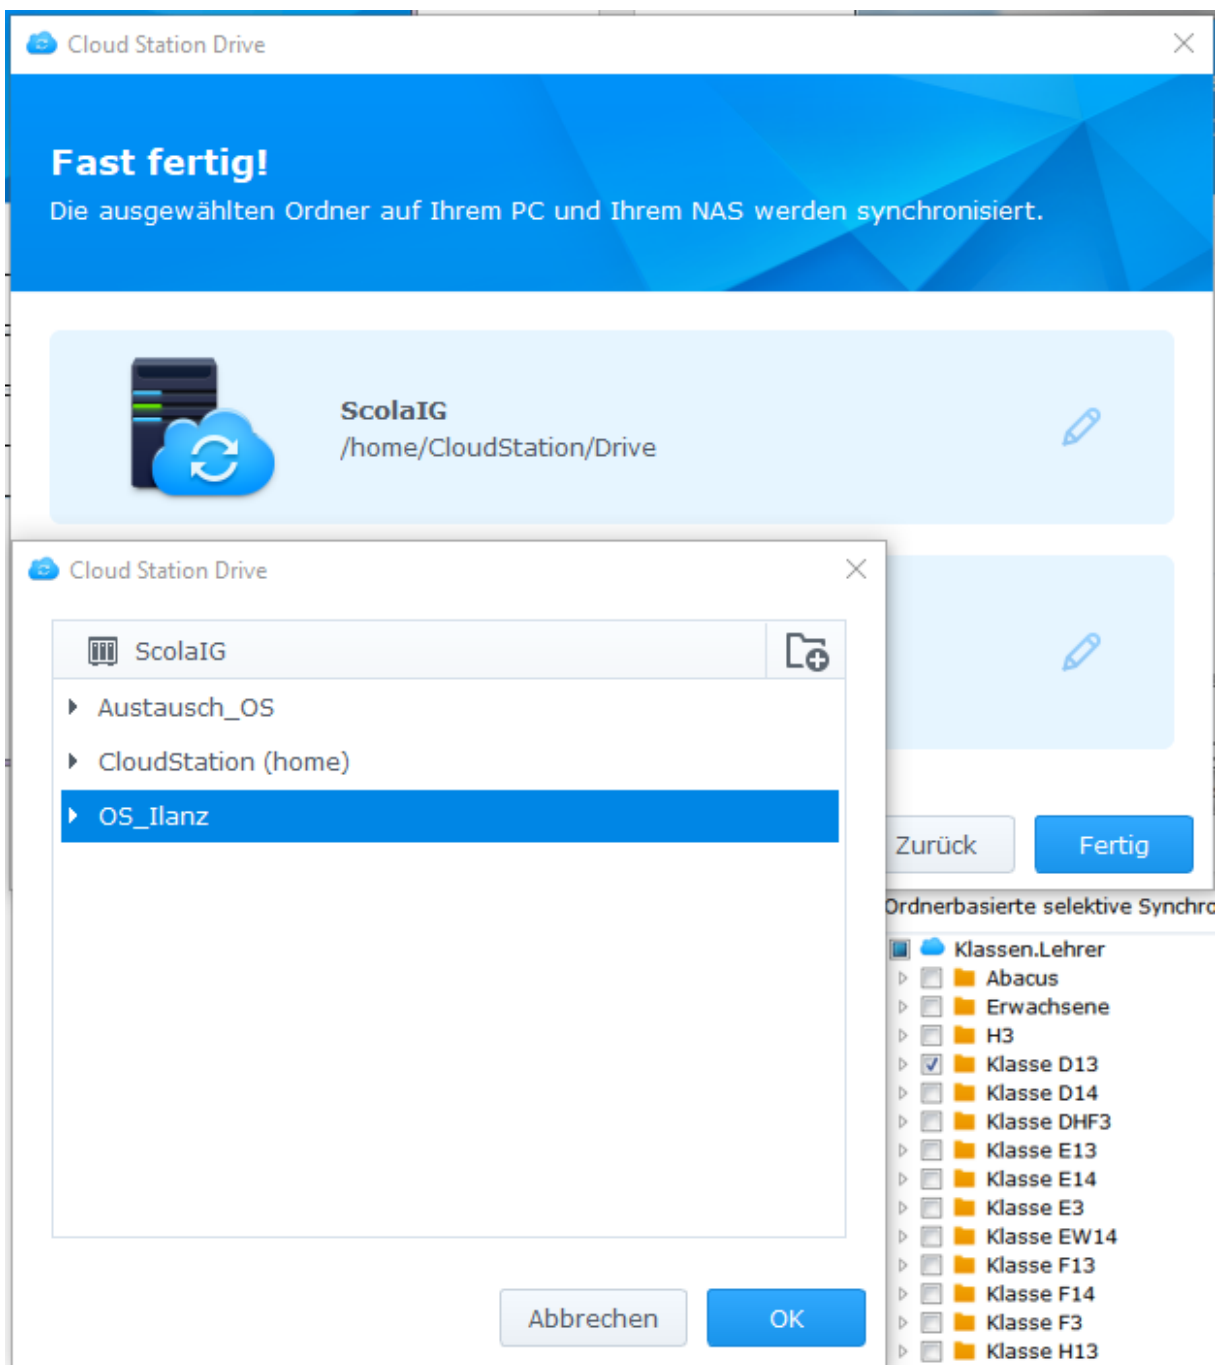 Cloud Station Drive
Fast fertig!
Die ausgewählten Ordner auf Ihrem PC und Ihrem NAS werden synchronisiert.
ScolaIG
/home/CloudStation/Drive
Cloud Station Drive
ScolaIG
Austausch_OS
CloudStation (home)
OS_Ilanz
Abbrechen
OK
Zurück
Fertig
Ordnerbasierte selektive Synchro
Klassen.Lehrer
Abacus
Erwachsene
H3
Klasse D13
Klasse D14
Klasse DHF3
Klasse E13
Klasse E14
Klasse E3
Klasse EW14
Klasse F13
Klasse F14
Klasse F3
Klasse H13